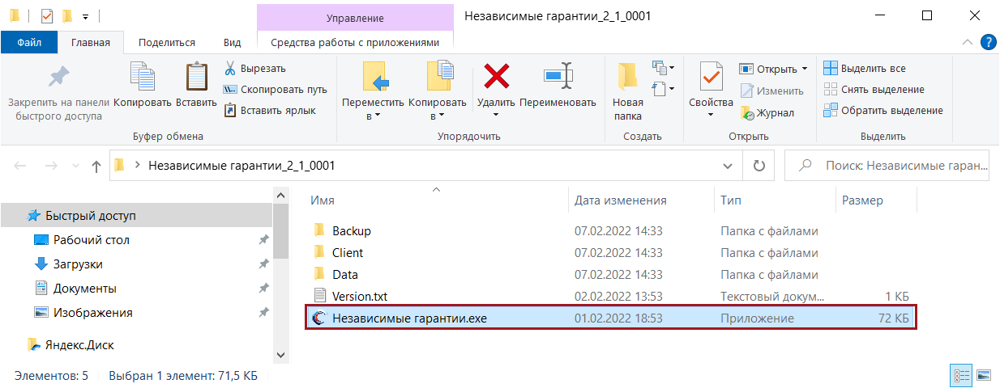 Управление
Независимые гарантии_2_1_0001
Файл
Главная
Поделиться
Вид
Средства работы с приложениями
?
Закрепить на панели
быстрого доступа
Копировать
Вставить
Вырезать
Скопировать путь
Вставить ярлык
Буфер обмена
Переместить
в
Копировать
в
Удалить
Переименовать
Упорядочить
Новая
папка
Создать
Свойства
Открыть
Изменить
Журнал
Открыть
Выделить все
Снять выделение
Обратить выделение
Выделить
Независимые гарантии_2_1_0001
Поиск: Независимые гаран...
Быстрый доступ
Рабочий стол
Загрузки
Документы
Изображения
Яндекс.Диск
Имя Дата изменения Тип Размер
Backup 07.02.2022 14:33 Папка с файлами
Client 07.02.2022 14:33 Папка с файлами
Data 07.02.2022 14:33 Папка с файлами
Version.txt 02.02.2022 13:53 Текстовый докум... 1 КБ
Независимые гарантии.exe 01.02.2022 18:53 Приложение 72 КБ
Элементов: 5 Выбран 1 элемент: 71,5 КБ